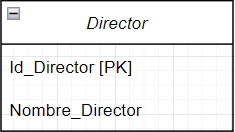 Director
Id_Director [PK]
Nombre_Director